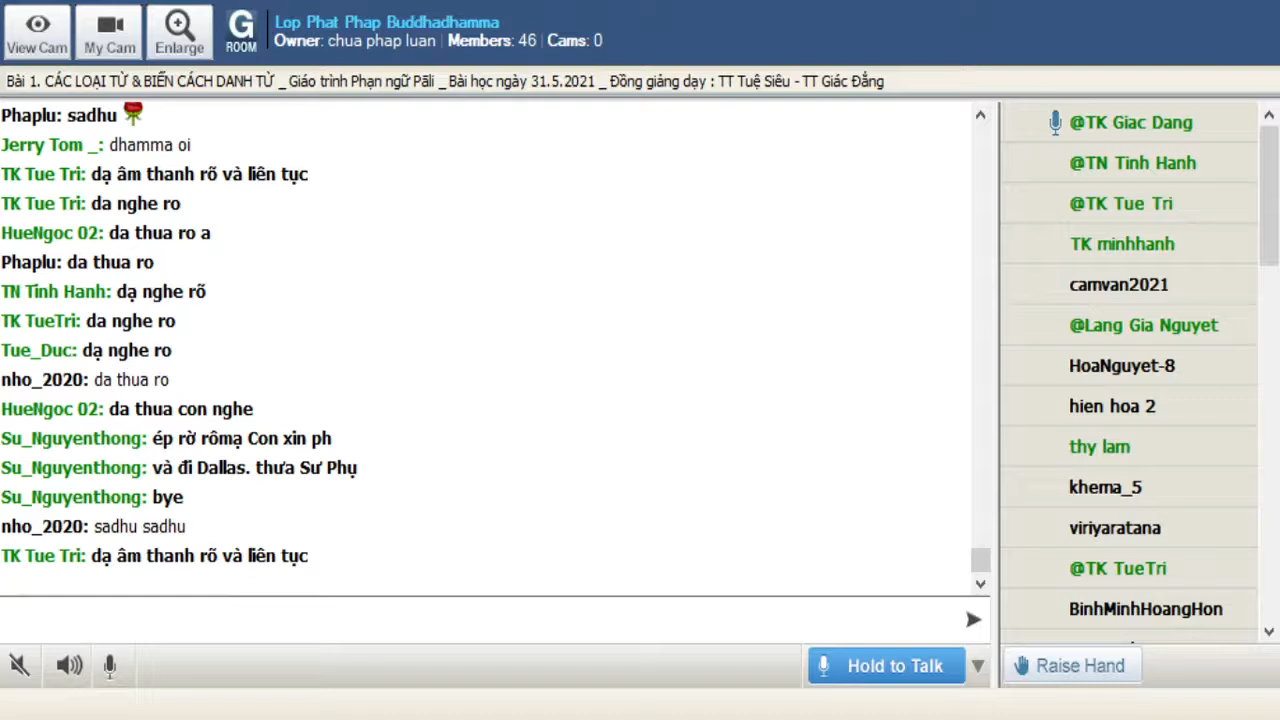 View Cam
My Cam
Enlarge
G
ROOM
Lop Phat Phap Buddhadhamma
Owner: chua phap luan | Members: 46 | Cams: 0
Bài 1. CÁC LOẠI TỪ & BIẾN CÁCH DANH TỪ _ Giáo trình Phạn ngữ Pāli _ Bài học ngày 31.5.2021 _ Đồng giảng dạy : TT Tuệ Siêu - TT Giác Đẳng
Phaplu: sadhu
Jerry Tom _: dhamma oi
TK Tue Tri: dạ âm thanh rõ và liên tục
TK Tue Tri: da nghe ro
HueNgoc 02: da thua ro a
Phaplu: da thua ro
TN Tinh Hanh: dạ nghe rõ
TK TueTri: da nghe ro
Tue_Duc: dạ nghe ro
nho_2020: da thua ro
HueNgoc 02: da thua con nghe
Su_Nguyenthong: ép rờ rômạ Con xin ph
Su_Nguyenthong: và đi Dallas. thưa Sư Phụ
Su_Nguyenthong: bye
nho_2020: sadhu sadhu
TK Tue Tri: dạ âm thanh rõ và liên tục
@TK Giac Dang
@TN Tinh Hanh
@TK Tue Tri
TK minhhanh
camvan2021
@Lang Gia Nguyet
HoaNguyet-8
hien hoa 2
thy lam
khema_5
viriyaratana
@TK TueTri
BinhMinhHoangHon
Hold to Talk
Raise Hand